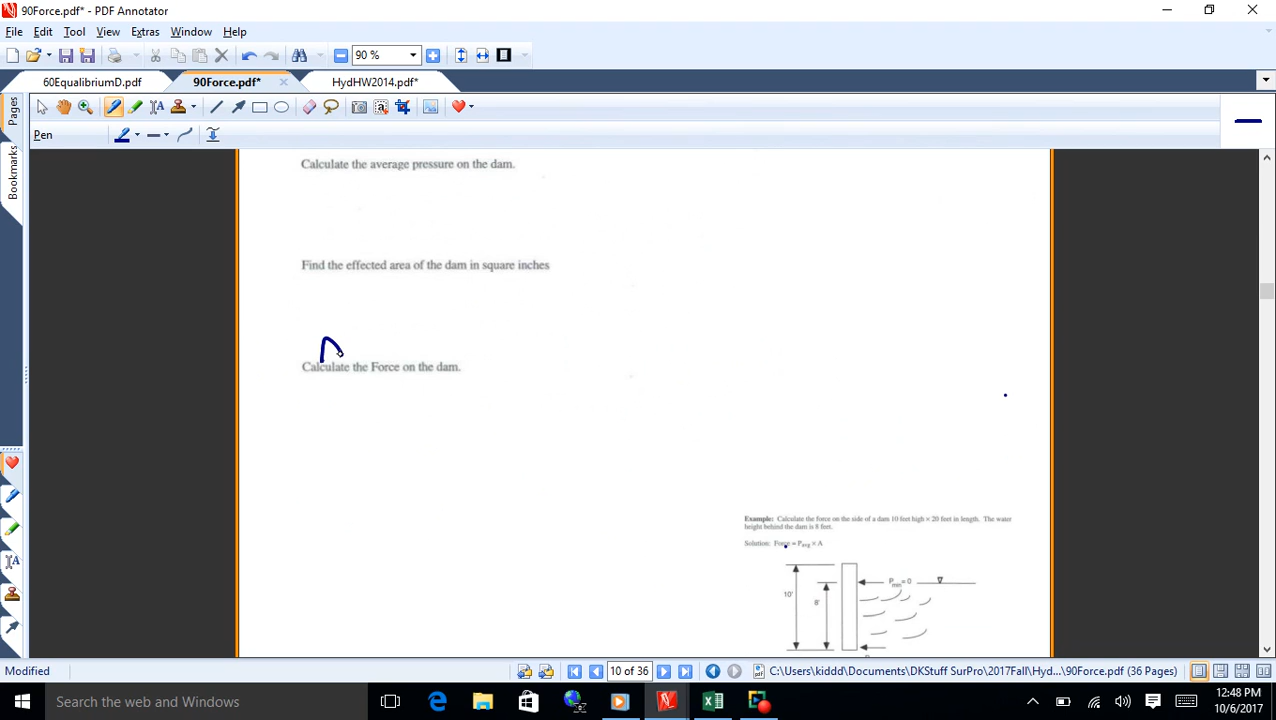 90Force.pdf* - PDF Annotator
File Edit Tool View Extras Window Help
90 %
60EqualibriumD.pdf 90Force.pdf* HydHW2014.pdf*
Pages
Bookmarks
Pen
Calculate the average pressure on the dam.
Find the effected area of the dam in square inches
Calculate the Force on the dam.
Example: Calculate the force on the side of a dam 10 feet high × 20 feet in length. The water
height behind the dam is 8 feet.
Solution: Force = Pavg × A
Pmin = 0
10'
8'
Modified
10 of 36
C:\Users\kiddd\Documents\DKStuff SurPro\2017Fall\Hyd...\90Force.pdf (36 Pages)
Search the web and Windows
12:48 PM
10/6/2017